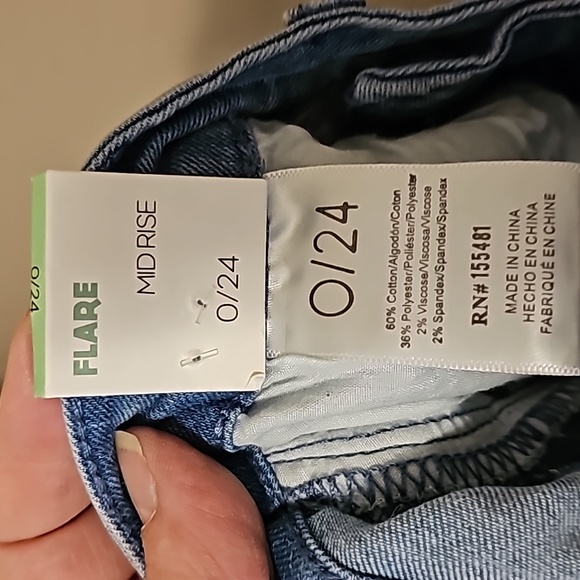 0/24
FLARE
MID RISE
0/24
0/24
60% Cotton/Algodón/Coton
36% Polyester/Poliéster/Polyester
2% Viscose/Viscosa/Viscose
2% Spandex/Spandex/Spandex
RN# 155481
MADE IN CHINA
HECHO EN CHINA
FABRIQUÉ EN CHINE